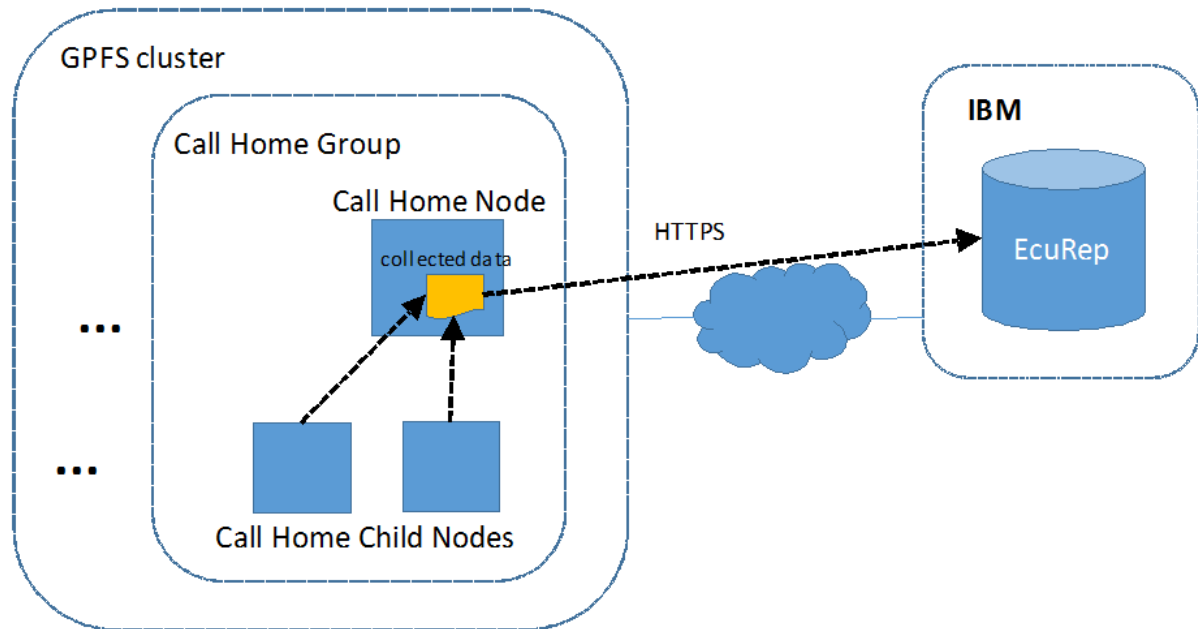 GPFS cluster
IBM
Call Home Group
Call Home Node
HTTPS
collected data
EcuRep
...
...
Call Home Child Nodes